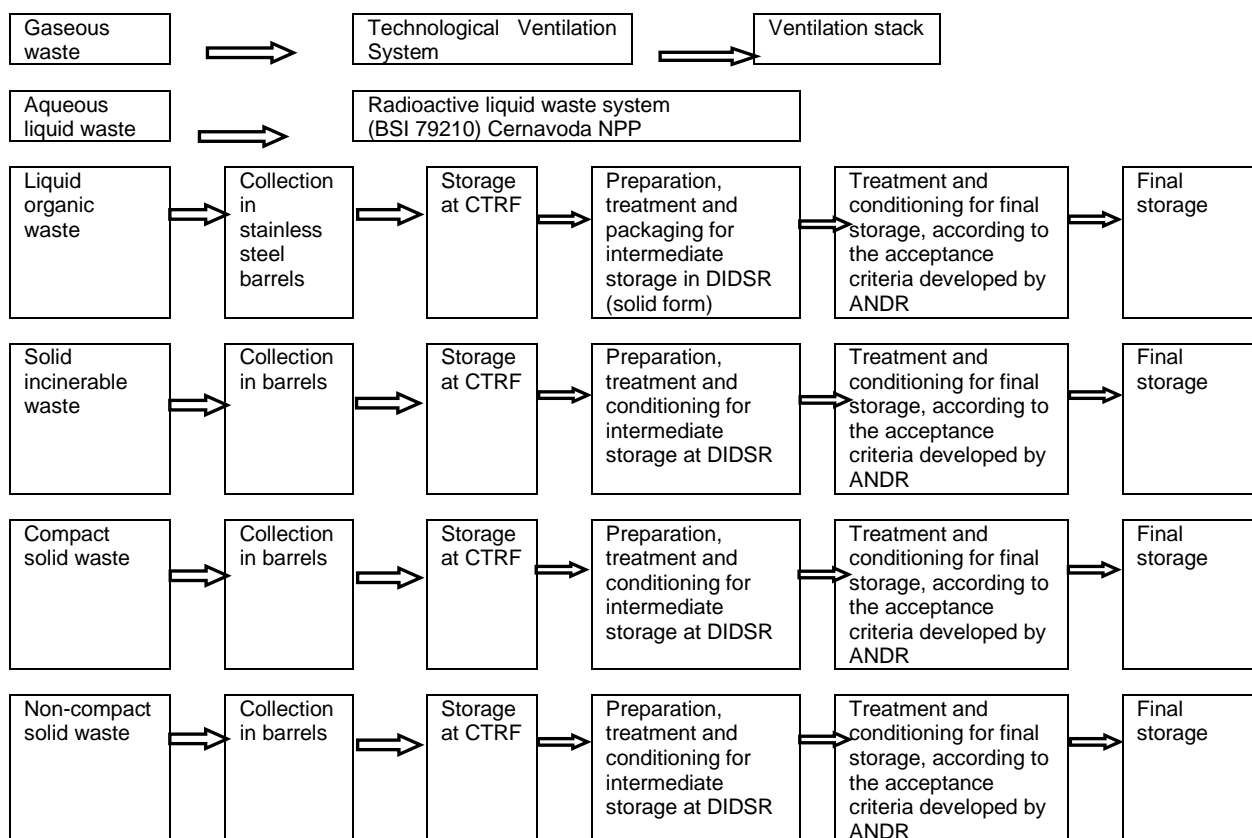 Gaseous
waste
Technological Ventilation
System
Ventilation stack
Aqueous
liquid waste
Radioactive liquid waste system
(BSI 79210) Cernavoda NPP
Liquid
organic
waste
Collection
in
stainless
steel
barrels
Storage
at CTRF
Preparation,
treatment and
packaging for
intermediate
storage in DIDSR
(solid form)
Treatment and
conditioning for final
storage, according to
the acceptance
criteria developed by
ANDR
Final
storage
Solid
incinerable
waste
Collection
in barrels
Storage
at CTRF
Preparation,
treatment and
conditioning for
intermediate
storage at DIDSR
Treatment and
conditioning for final
storage, according to
the acceptance
criteria developed by
ANDR
Final
storage
Compact
solid waste
Collection
in barrels
Storage
at CTRF
Preparation,
treatment and
conditioning for
intermediate
storage at DIDSR
Treatment and
conditioning for final
storage, according to
the acceptance
criteria developed by
ANDR
Final
storage
Non-compact
solid waste
Collection
in barrels
Storage
at CTRF
Preparation,
treatment and
conditioning for
intermediate
storage at DIDSR
Treatment and
conditioning for final
storage, according to
the acceptance
criteria developed by
ANDR
Final
storage